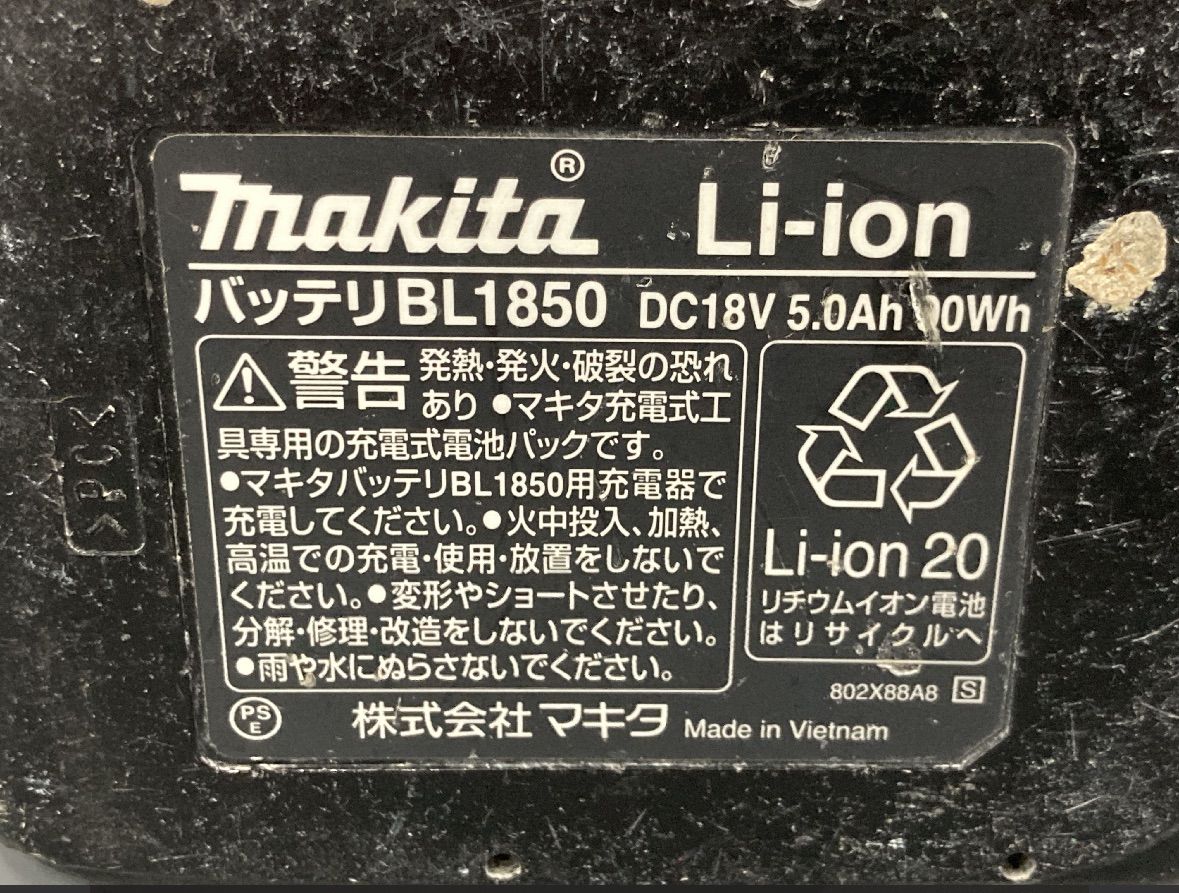 makita® Li-ion
バッテリBL1850 DC18V 5.0Ah 90Wh
警告 発熱・発火・破裂の恐れ
あり ●マキタ充電式工
具専用の充電式電池パックです。
●マキタバッテリBL1850用充電器で
充電してください。●火中投入、加熱、
高温での充電・使用・放置をしないで
ください。●変形やショートさせたり、
分解・修理・改造をしないでください。
●雨や水にぬらさないでください。
Li-ion 20
リチウムイオン電池
はリサイクルへ
802X88A8 S
PS
E
株式会社マキタ Made in Vietnam
>PC<